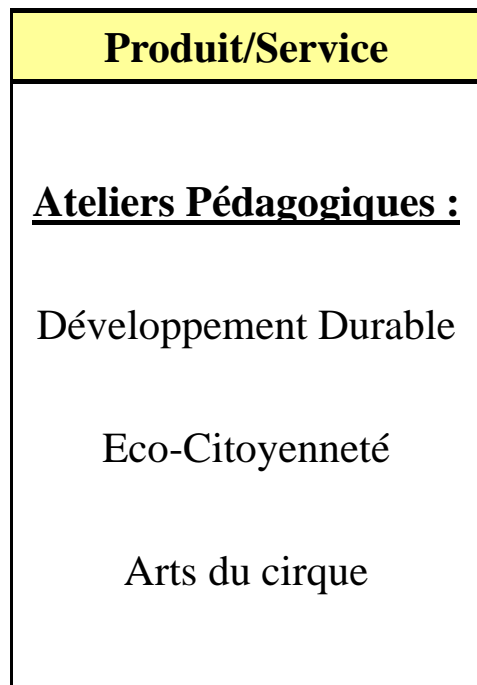 Produit/Service
Ateliers Pédagogiques :
Développement Durable
Eco-Citoyenneté
Arts du cirque